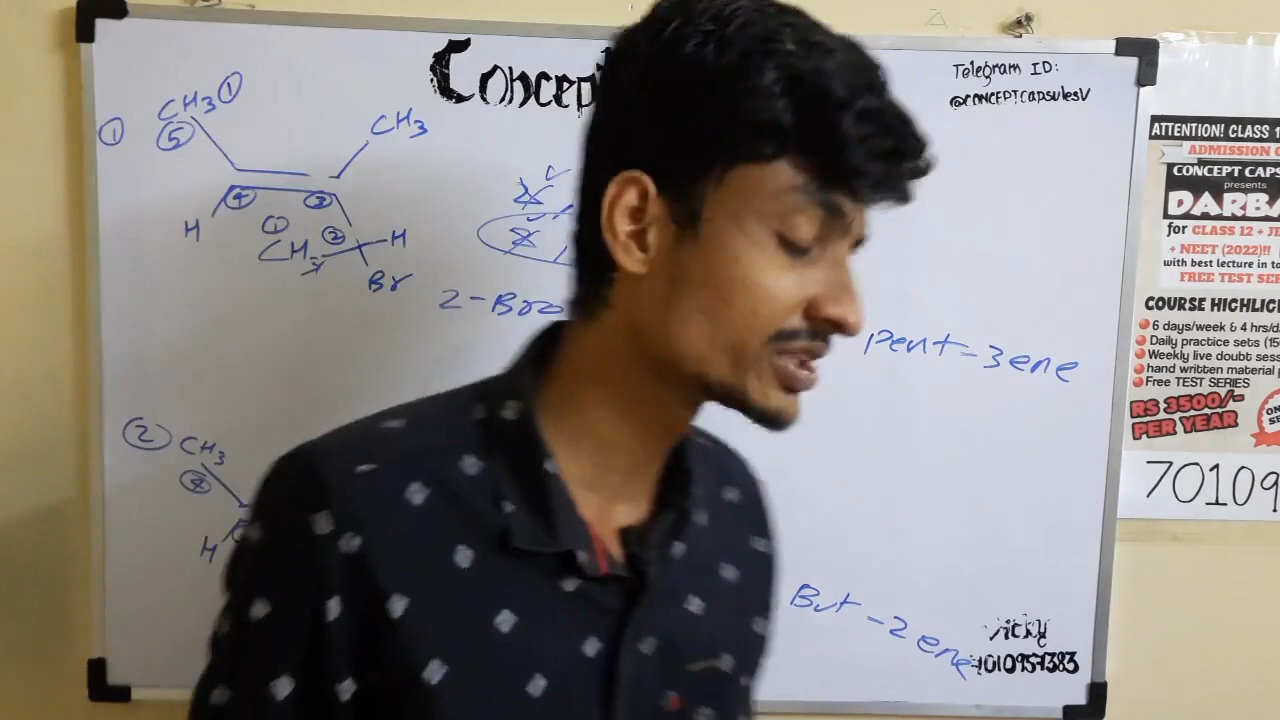 Concep
Telegram ID:
@CONCEPTCapsulesV
① CH3 ①
⑤
CH3
④ ③
H
① ②
CH3 H
Br
2-Bro
Pent-3ene
② CH3
④
H
But-2ene
Vicky
7010957383
ATTENTION! CLASS 1
ADMISSION
CONCEPT CAPS
presents
DARBA
for CLASS 12 + JE
+ NEET (2022)!!
with best lecture in ta
FREE TEST SE
COURSE HIGHLIG
6 days/week & 4 hrs/d
Daily practice sets (15
Weekly live doubt sess
hand written material
Free TEST SERIES
RS 3500/-
PER YEAR
70109